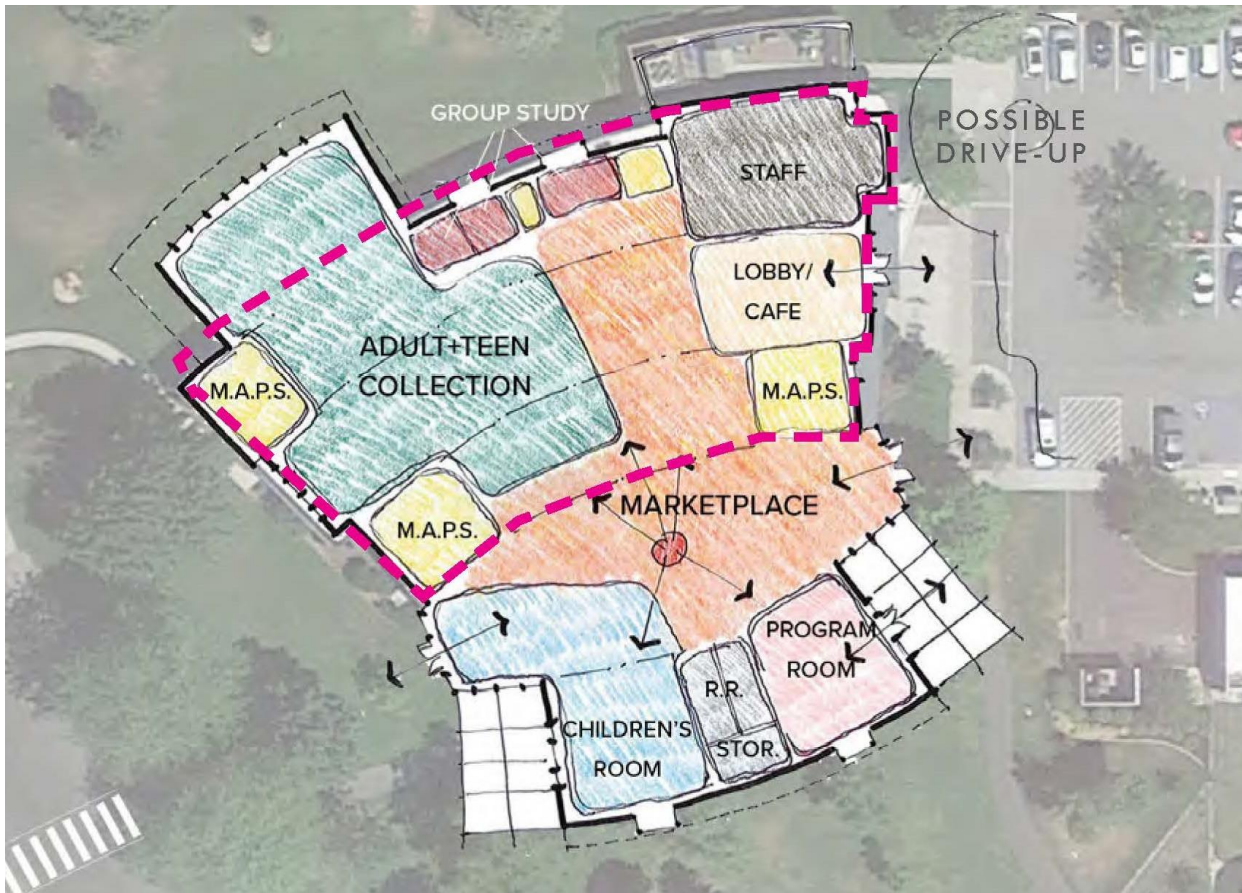 GROUP STUDY
POSSIBLE
DRIVE-UP
STAFF
LOBBY/
CAFE
ADULT+TEEN
COLLECTION
M.A.P.S.
M.A.P.S.
MARKETPLACE
M.A.P.S.
PROGRAM
ROOM
R.R.
CHILDREN'S
ROOM
STOR.